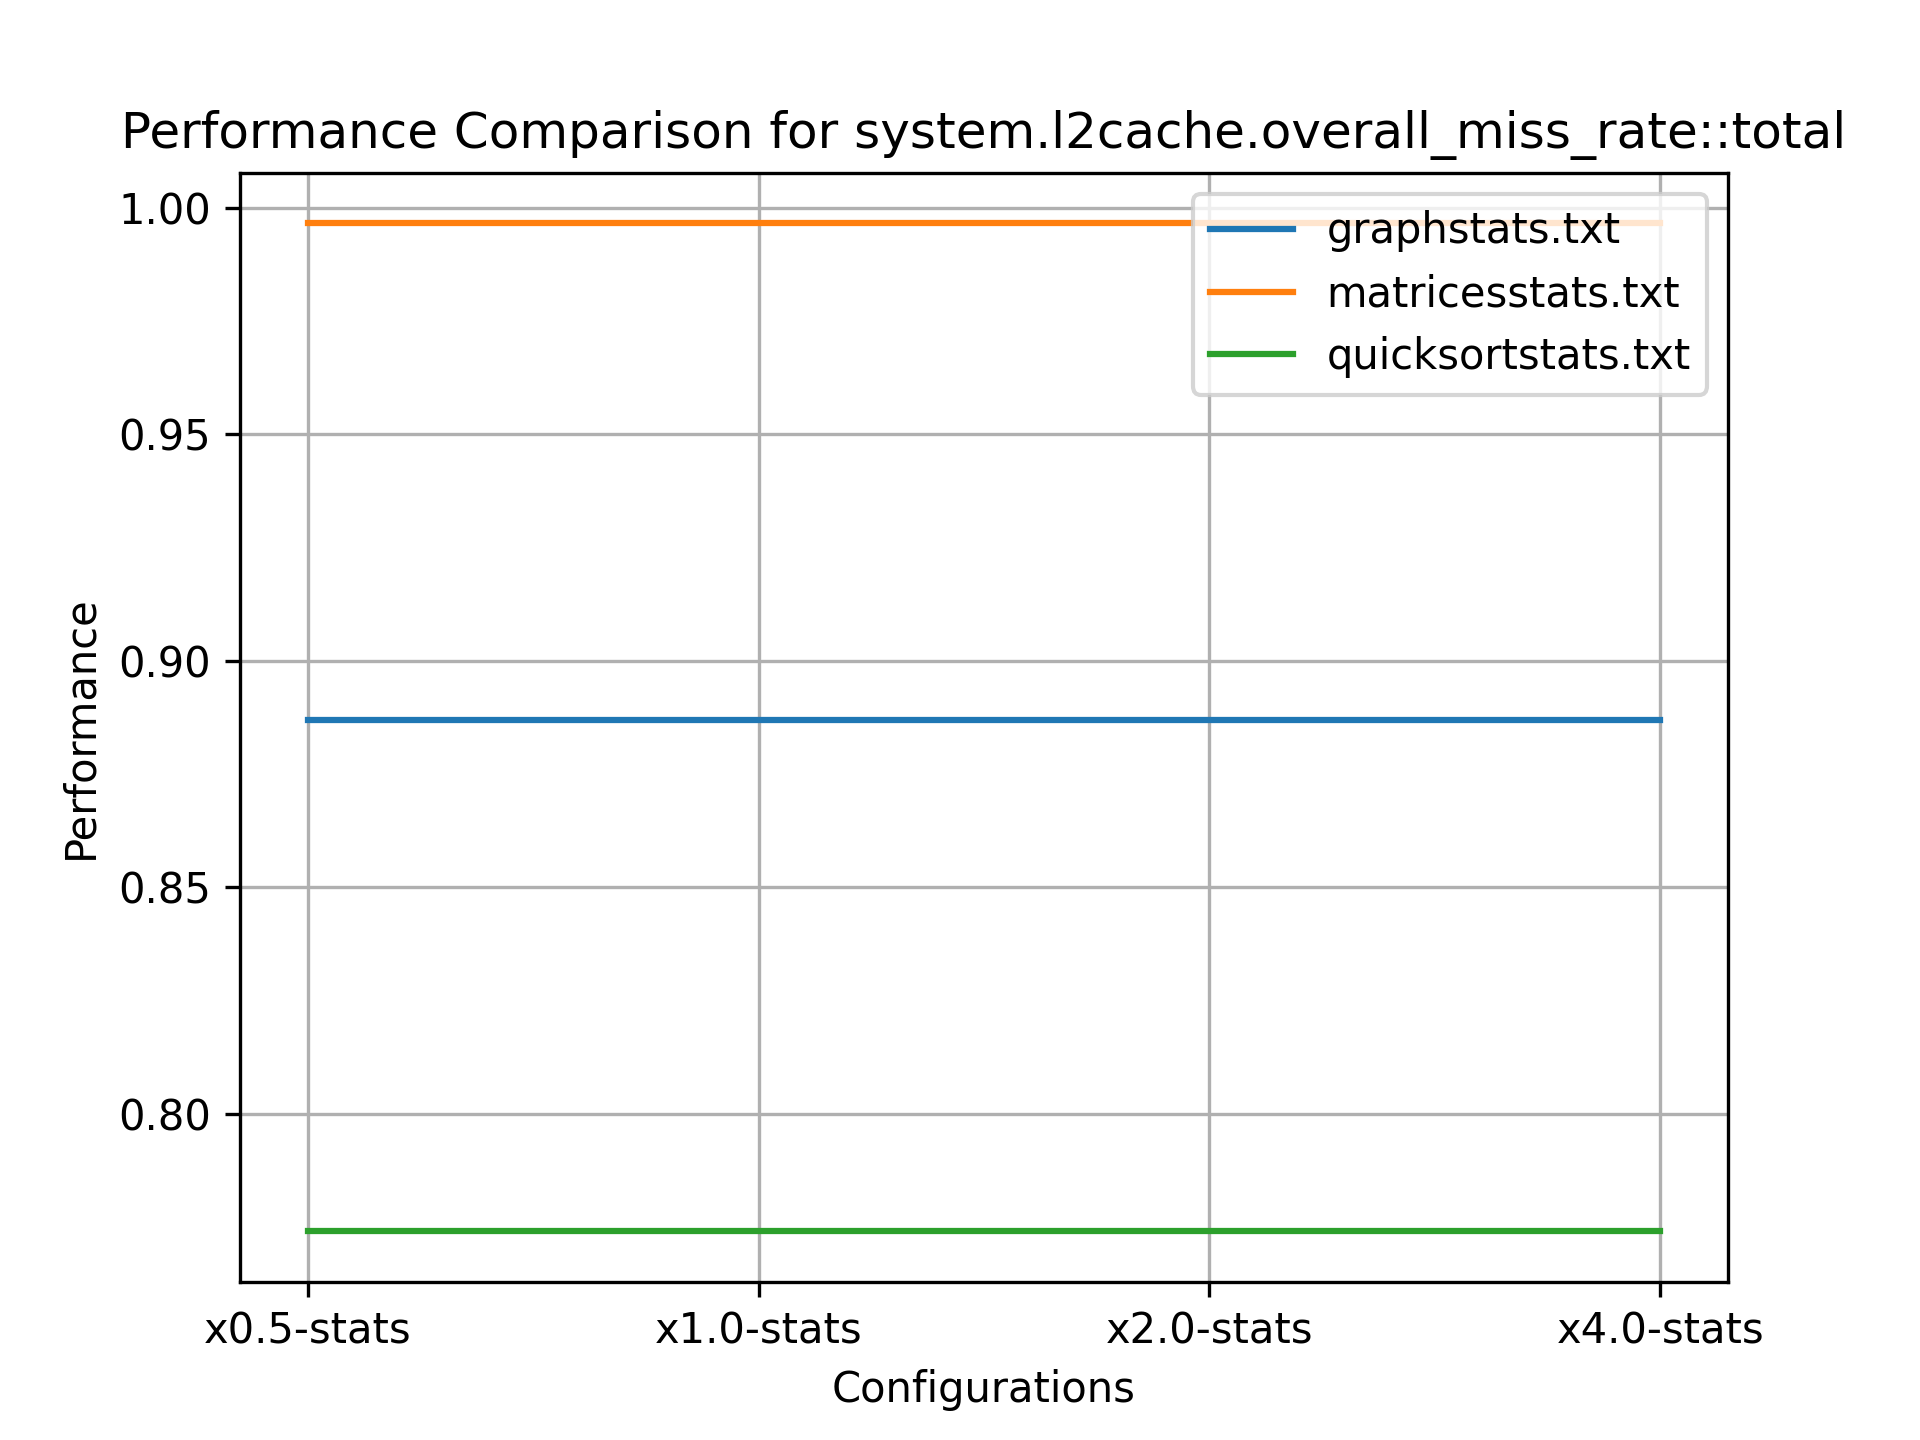 Performance Comparison for system.l2cache.overall_miss_rate::total
graphstats.txt
matricesstats.txt
quicksortstats.txt
Performance
1.00
0.95
0.90
0.85
0.80
x0.5-stats x1.0-stats x2.0-stats x4.0-stats
Configurations